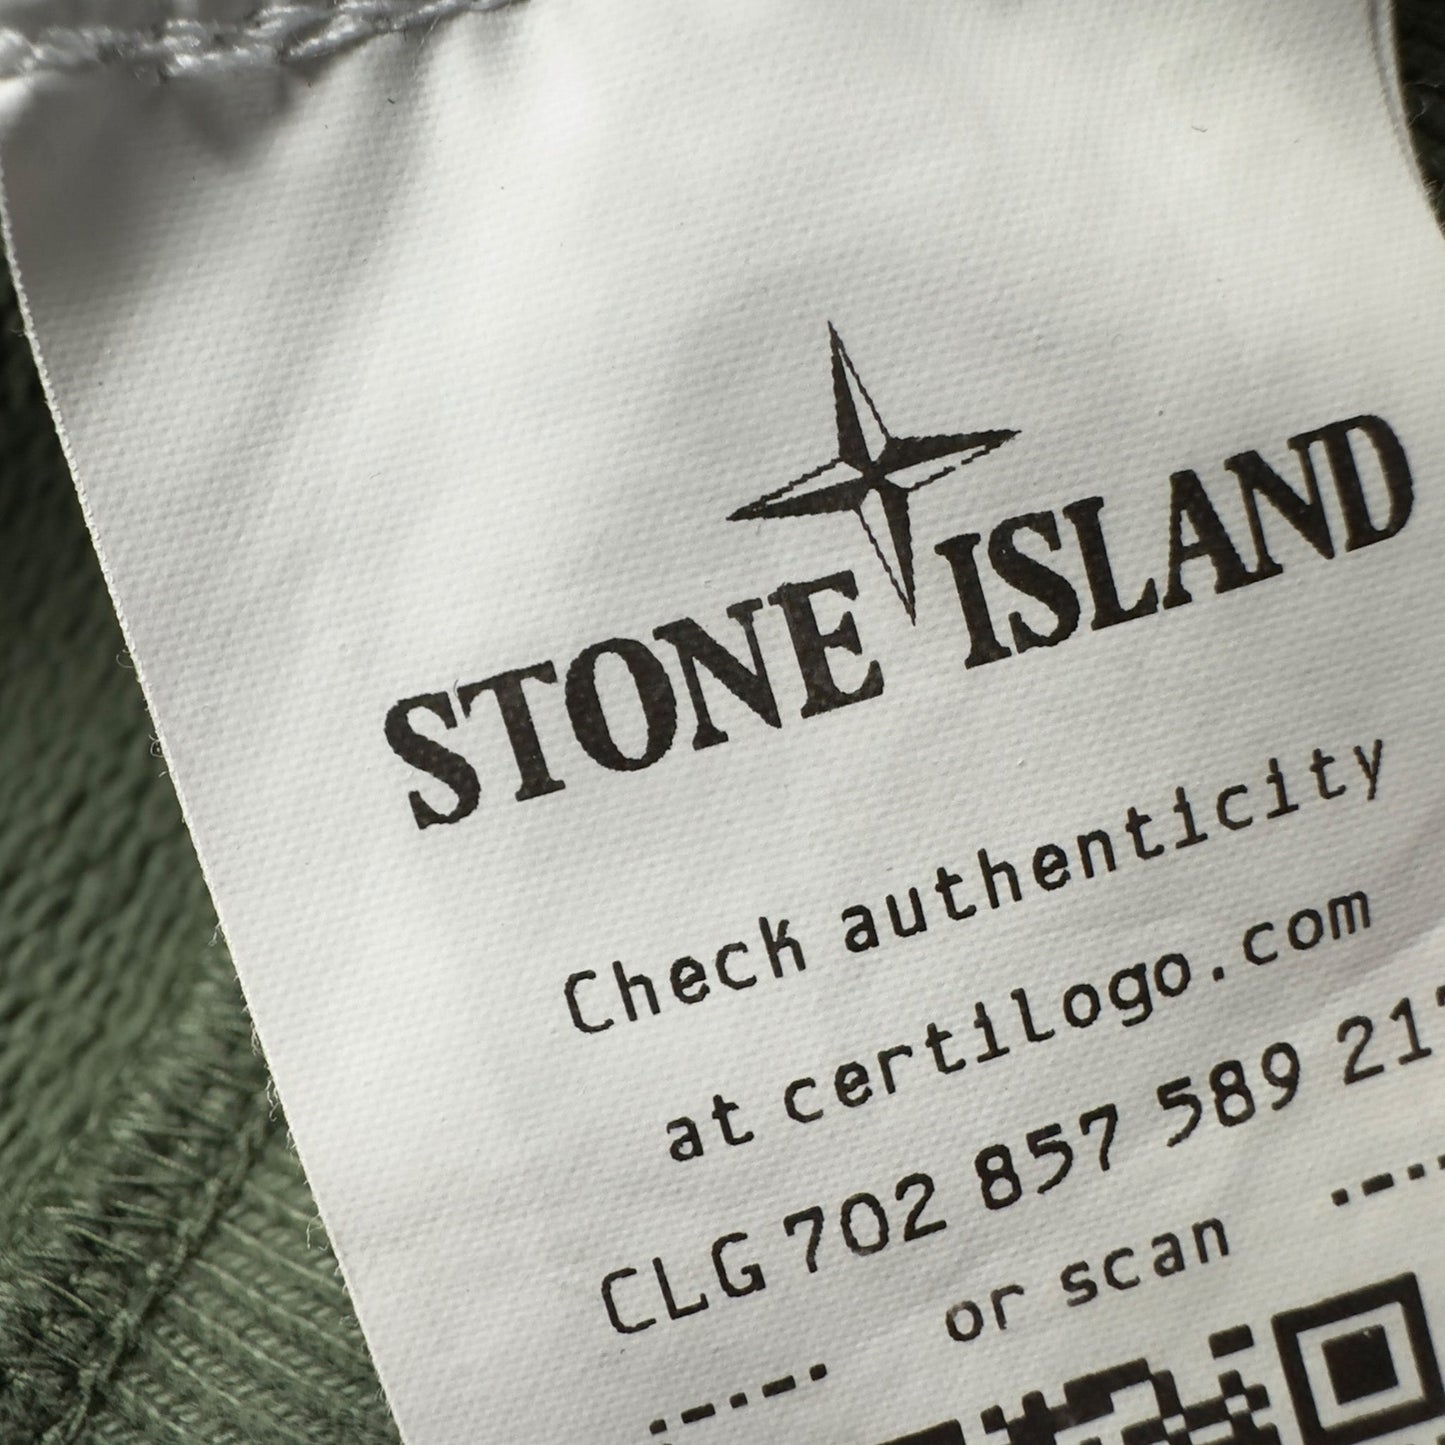 STONE ISLAND
Check authenticity
at certilogo.com
CLG 702 857 589
or scan